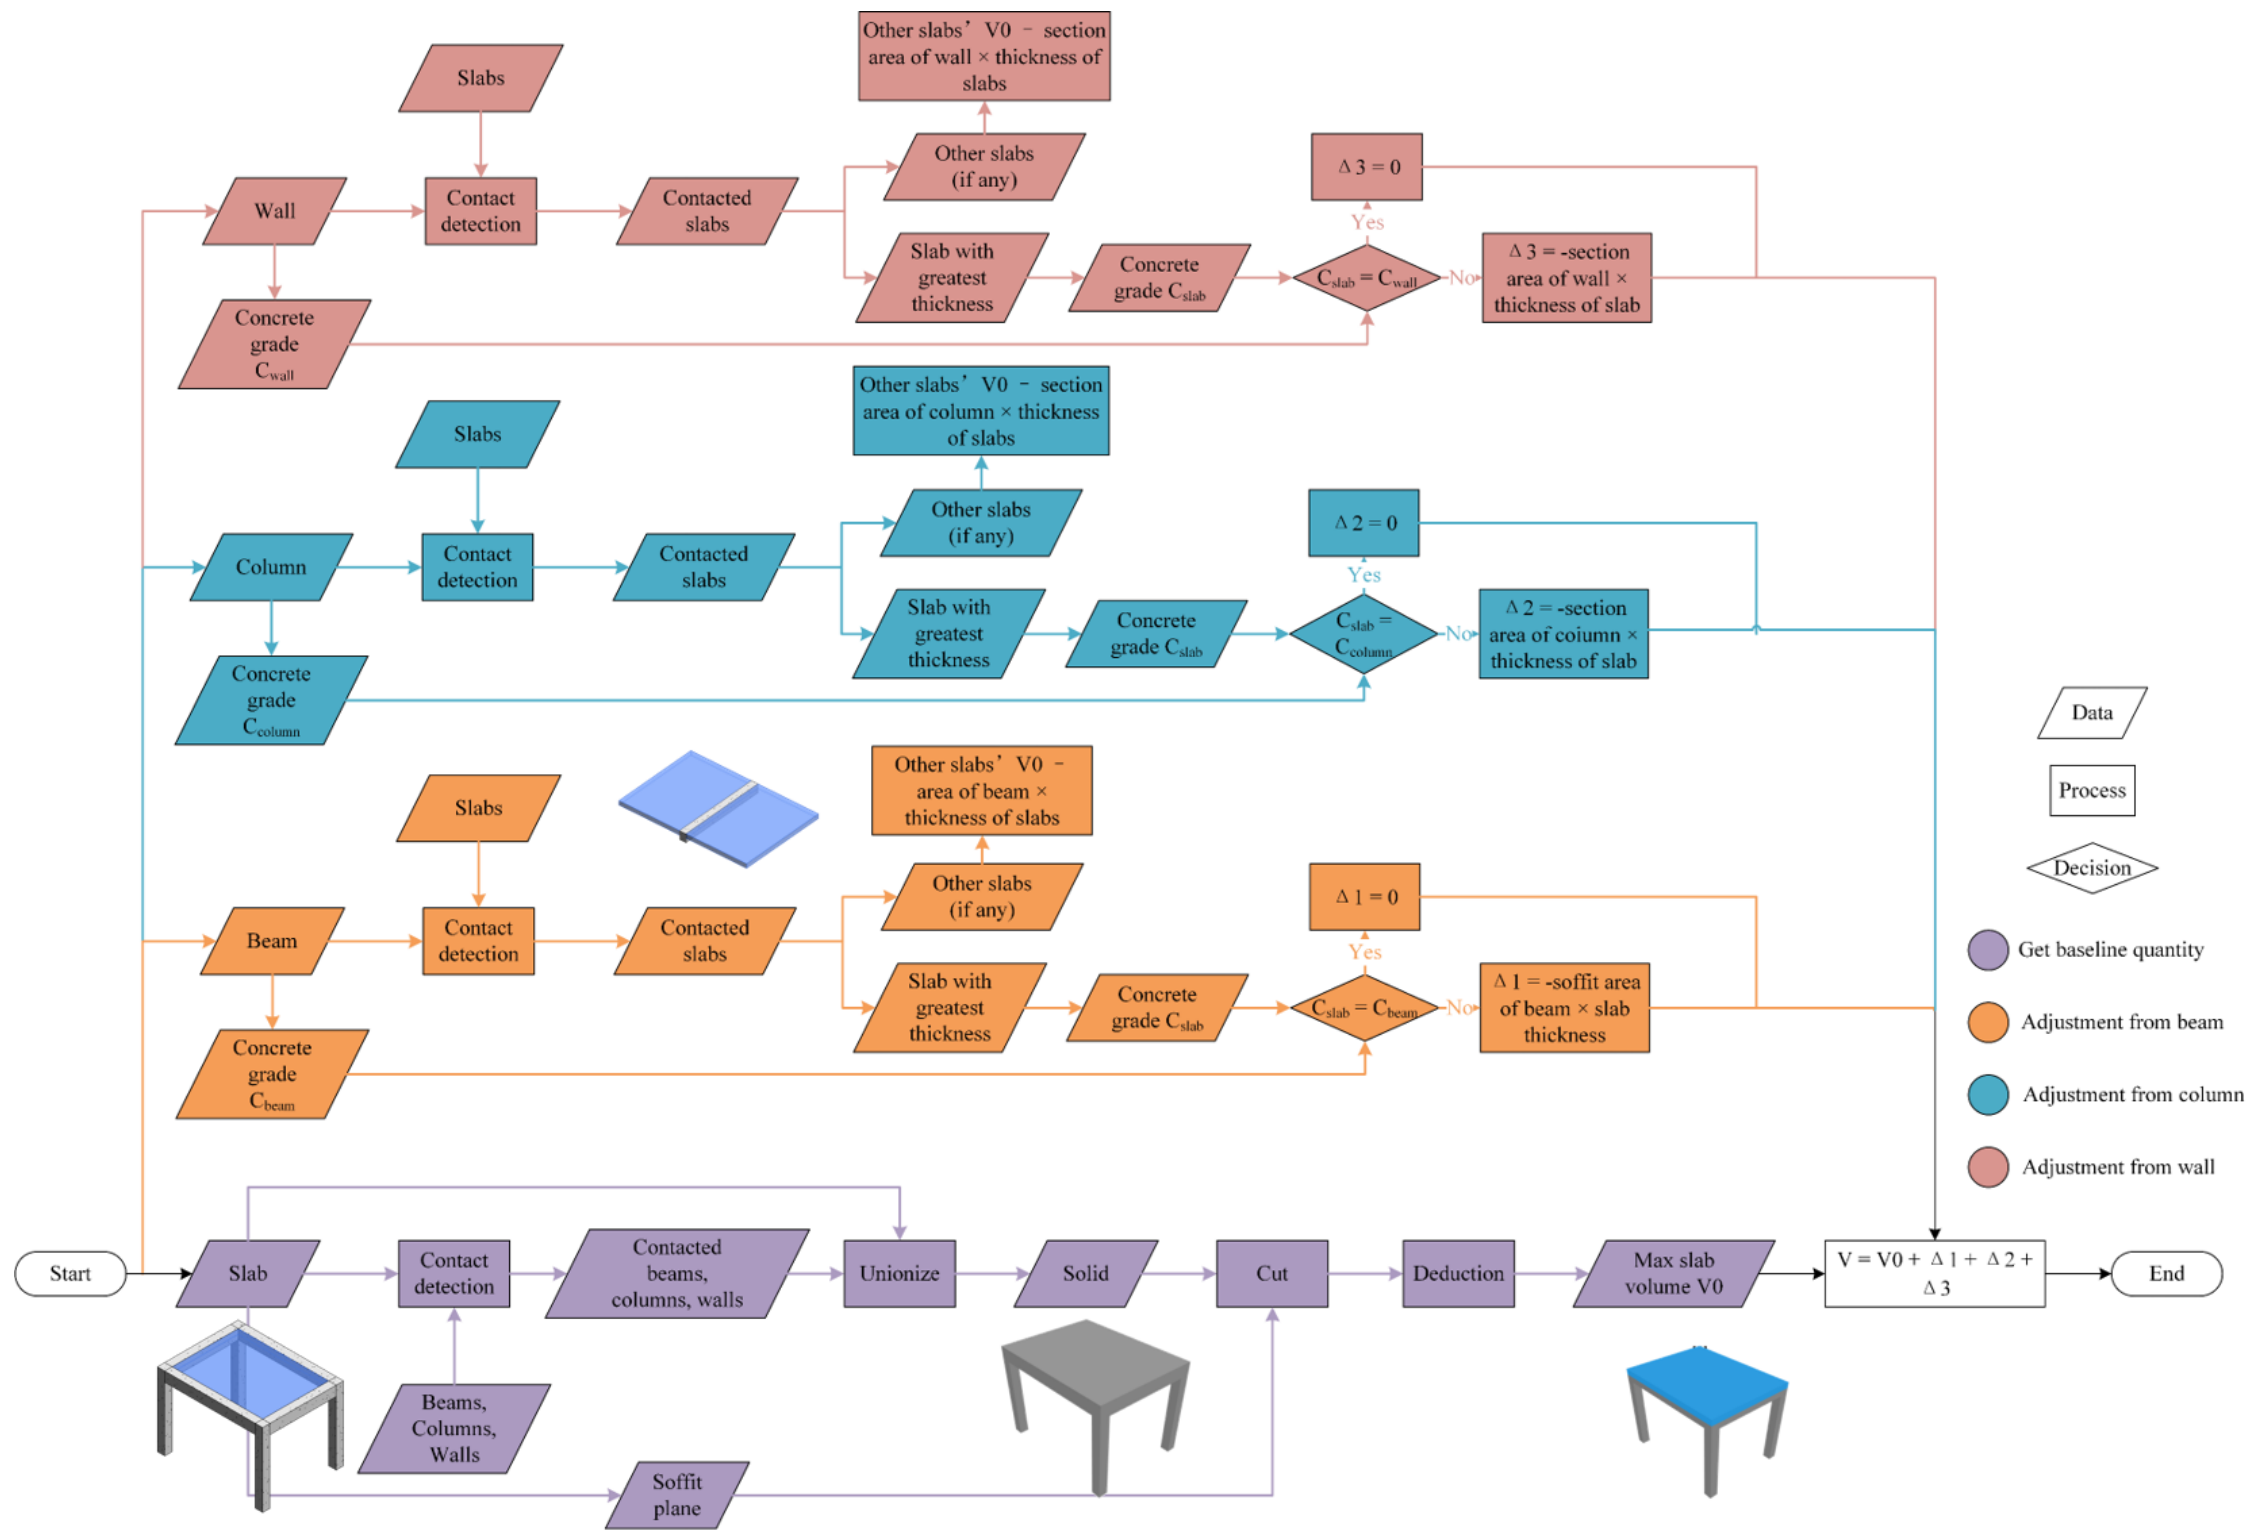 Other slabs’ V0 – section
area of wall × thickness of
slabs
Slabs
Other slabs
(if any)
Δ 3 = 0
Wall
Contact
detection
Contacted
slabs
Yes
Slab with
greatest
thickness
Concrete
grade Cslab
Cslab = Cwall
No
Δ 3 = -section
area of wall ×
thickness of slab
Concrete
grade
Cwall
Other slabs’ V0 – section
area of column × thickness
of slabs
Slabs
Other slabs
(if any)
Δ 2 = 0
Column
Contact
detection
Contacted
slabs
Yes
Slab with
greatest
thickness
Concrete
grade Cslab
Cslab =
Ccolumn
No
Δ 2 = -section
area of coiumn ×
thickness of slab
Concrete
grade
Ccolumn
Other slabs’ V0 –
area of beam ×
thickness of slabs
Slabs
Other slabs
(if any)
Δ 1 = 0
Beam
Contact
detection
Contacted
slabs
Yes
Slab with
greatest
thickness
Concrete
grade Cslab
Cslab = Cbeam
No
Δ 1 = -soffit area
of beam × slab
thickness
Concrete
grade
Cbeam
Start
Slab
Contact
detection
Contacted
beams,
columns, walls
Unionize
Solid
Cut
Deduction
Max slab
volume V0
V = V0 + Δ 1 + Δ 2 +
Δ 3
End
Beams,
Columns,
Walls
Soffit
plane
Data
Process
Decision
Get baseline quantity
Adjustment from beam
Adjustment from column
Adjustment from wall